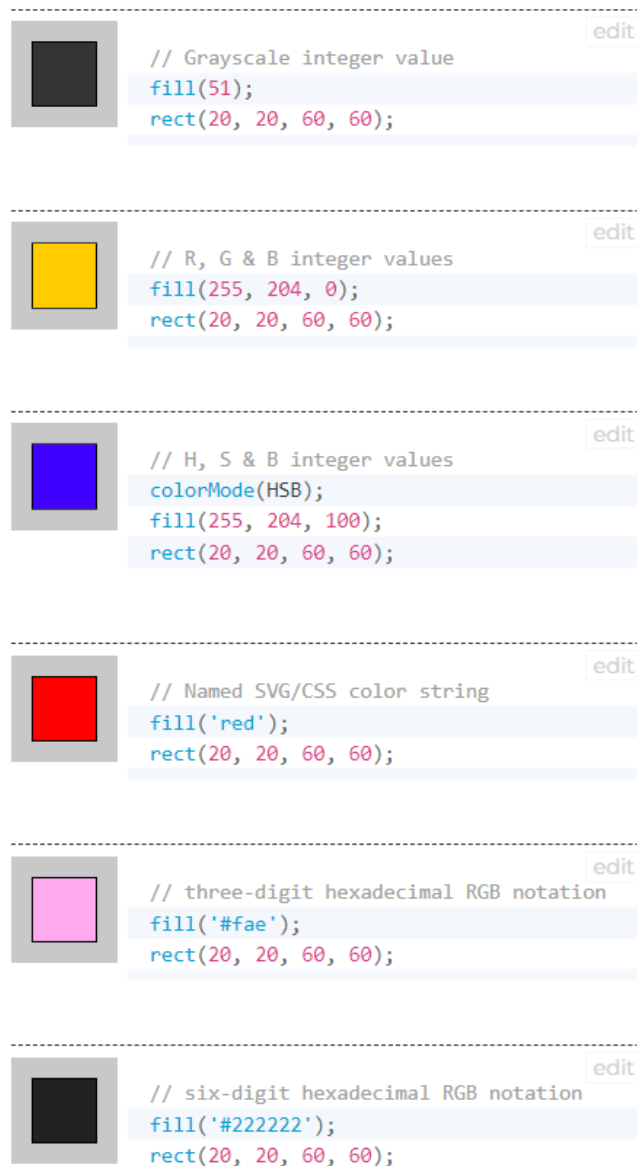 edit
// Grayscale integer value
fill(51);
rect(20, 20, 60, 60);
edit
// R, G & B integer values
fill(255, 204, 0);
rect(20, 20, 60, 60);
edit
// H, S & B integer values
colorMode(HSB);
fill(255, 204, 100);
rect(20, 20, 60, 60);
edit
// Named SVG/CSS color string
fill('red');
rect(20, 20, 60, 60);
edit
// three-digit hexadecimal RGB notation
fill('#fae');
rect(20, 20, 60, 60);
edit
// six-digit hexadecimal RGB notation
fill('#222222');
rect(20, 20, 60, 60);